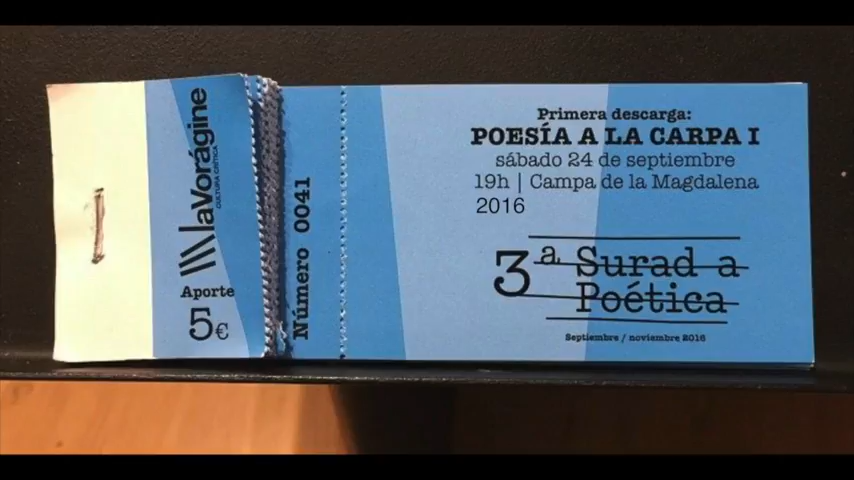 laVorágine
CULTURA CRÍTICA
Aporte
5€
Número 0041
Primera descarga:
POESÍA A LA CARPA I
sábado 24 de septiembre
19h | Campa de la Magdalena
2016
3ª Surada
Poética
Septiembre / noviembre 2016